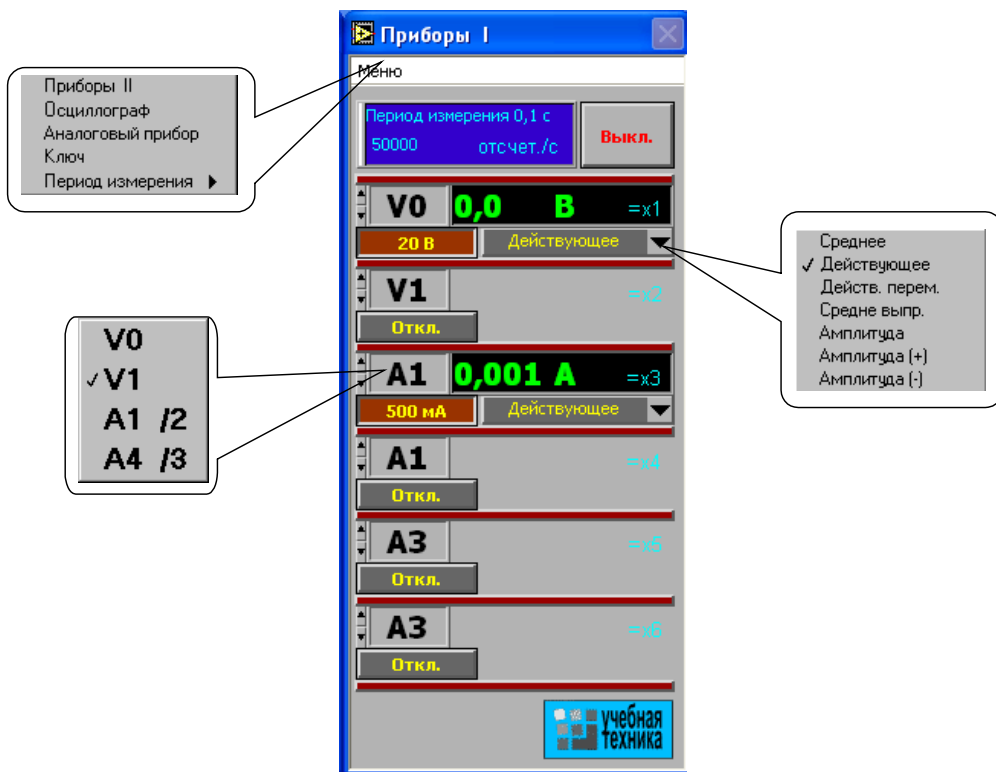 Приборы I
Меню
Приборы II
Осциллограф
Аналоговый прибор
Ключ
Период измерения
Период измерения 0,1 с
50000 отсчет./с
Выкл.
V0 0,0 В =x1
20 В Действующее
Среднее
✓ Действующее
Действ. перем.
Средне выпр.
Амплитуда
Амплитуда (+)
Амплитуда (-)
V1 =x2
Откл.
V0
✓ V1
A1 /2
A4 /3
A1 0,001 A =x3
500 мА Действующее
A1 =x4
Откл.
A3 =x5
Откл.
A3 =x6
Откл.
учебная
техника